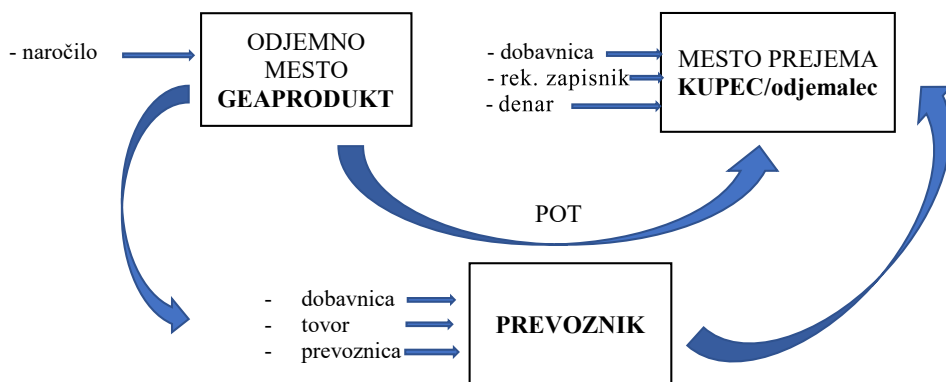 - naročilo
ODJEMNO
MESTO
GEAPRODUKT
- dobavnica
- rek. zapisnik
- denar
MESTO PREJEMA
KUPEC/odjemalec
POT
- dobavnica
- tovor
- prevoznica
PREVOZNIK